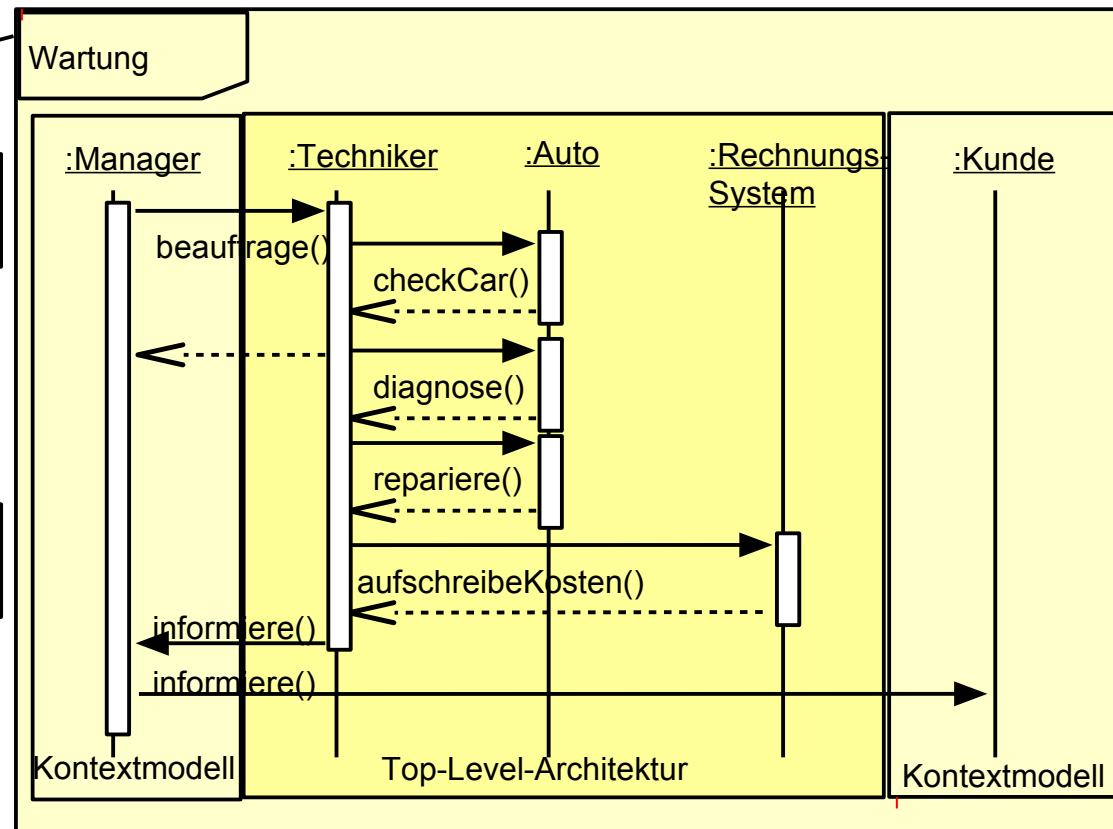 Wartung
:Manager
:Techniker
:Auto
:Rechnungs-
System
:Kunde
beauftrage()
checkCar()
diagnose()
repariere()
aufschreibeKosten()
informiere()
informiere()
Kontextmodell
Top-Level-Architektur
Kontextmodell